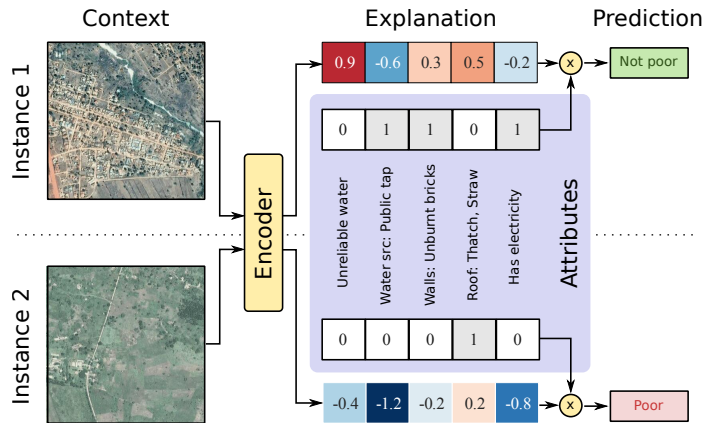 Context Explanation Prediction
Instance 1
0.9 -0.6 0.3 0.5 -0.2
x
Not poor
0 1 1 0 1
Encoder
Unreliable water
Water src: Public tap
Walls: Unburnt bricks
Roof: Thatch, Straw
Has electricity
Attributes
Instance 2
0 0 0 1 0
-0.4 -1.2 -0.2 0.2 -0.8
x
Poor